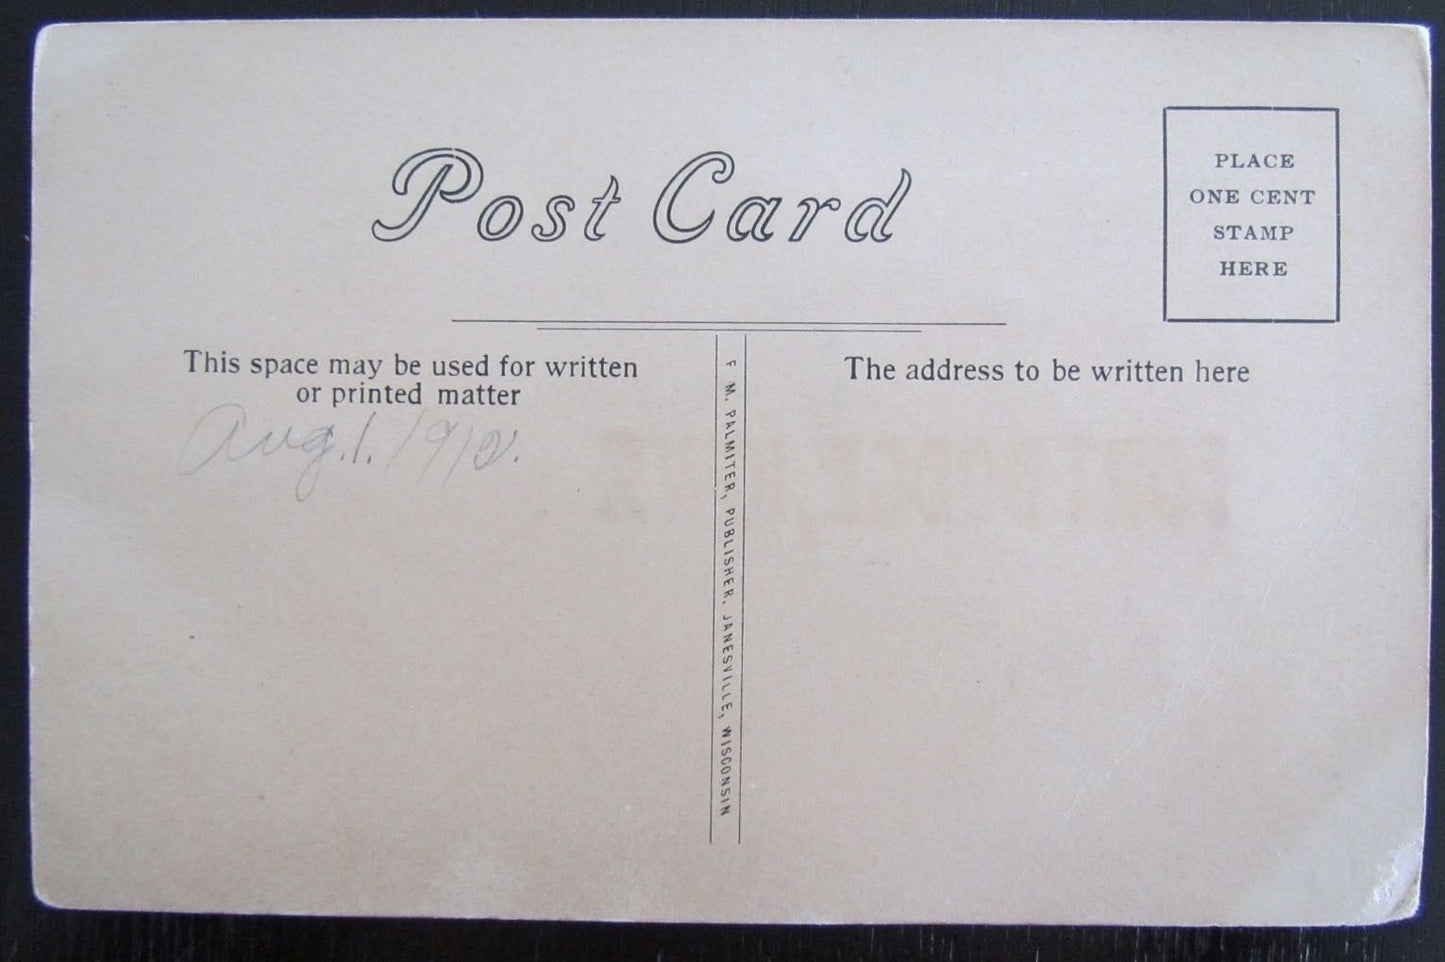 Post Card
PLACE
ONE CENT
STAMP
HERE
This space may be used for written
or printed matter
Aug. 1. 1912.
F. M. PALMITER, PUBLISHER, JANESVILLE, WISCONSIN
The address to be written here